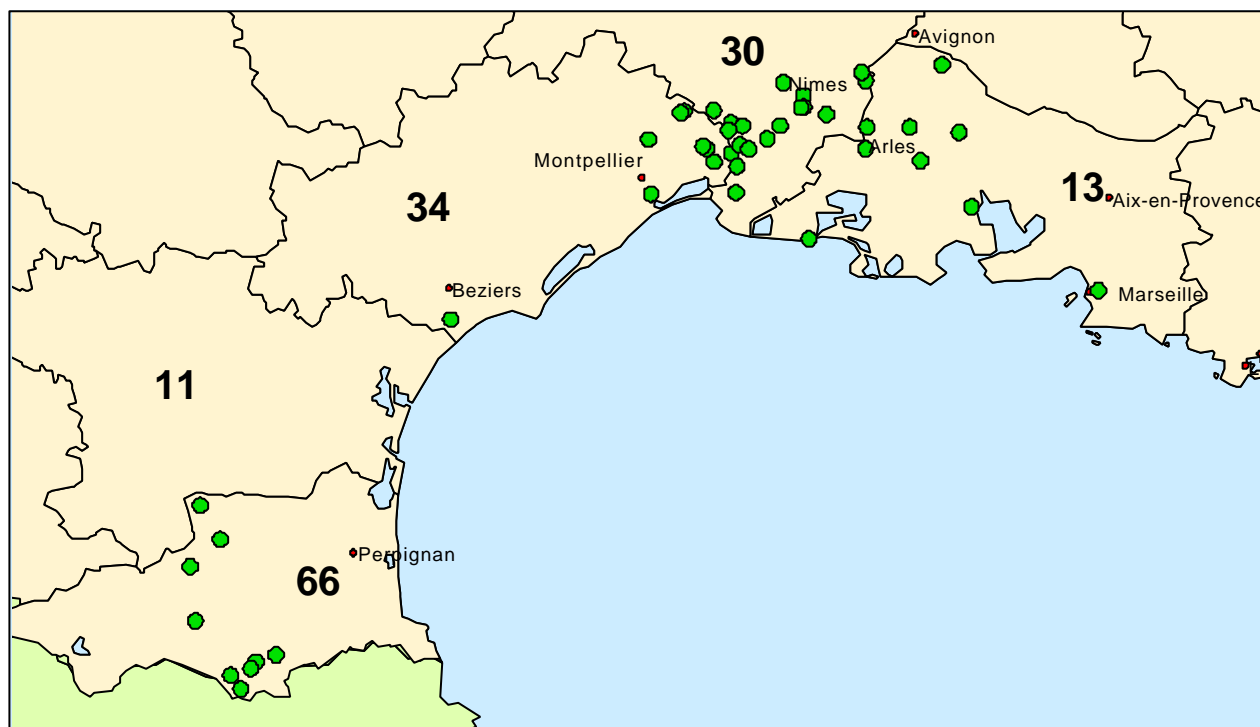 Avignon
30
Nimes
Arles
Montpellier
13
Aix-en-Provence
34
Beziers
Marseille
11
Perpignan
66